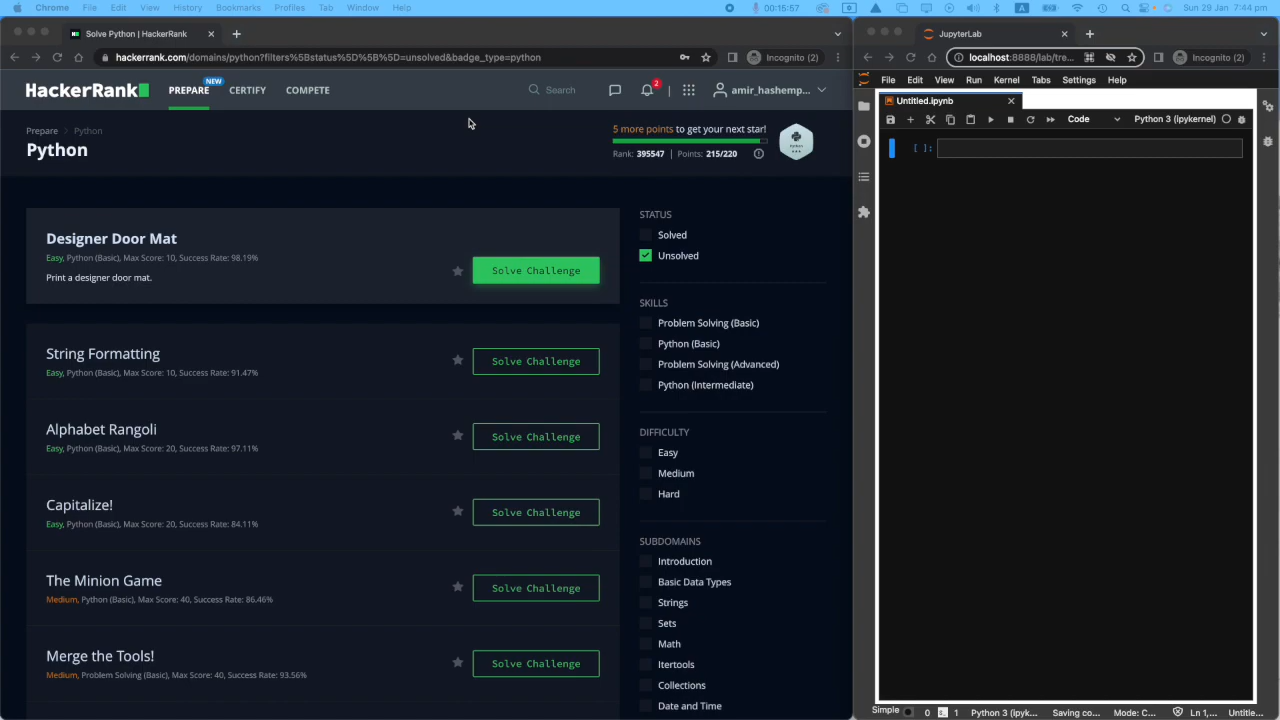 Chrome File Edit View History Bookmarks Profiles Tab Window Help 00:15:57 A Sun 29 Jan 7:44 pm
Solve Python | HackerRank
hackerrank.com/domains/python?filters%5Bstatus%5D%5B%5D=unsolved&badge_type=python Incognito (2)
HackerRank PREPARE NEW CERTIFY COMPETE Search 2 amir_hashemp...
Prepare > Python
Python
5 more points to get your next star!
Rank: 395547 | Points: 215/220
Python
Designer Door Mat
Easy, Python (Basic), Max Score: 10, Success Rate: 98.19%
Print a designer door mat.
Solve Challenge
String Formatting
Easy, Python (Basic), Max Score: 10, Success Rate: 91.47%
Solve Challenge
Alphabet Rangoli
Easy, Python (Basic), Max Score: 20, Success Rate: 97.11%
Solve Challenge
Capitalize!
Easy, Python (Basic), Max Score: 20, Success Rate: 84.11%
Solve Challenge
The Minion Game
Medium, Python (Basic), Max Score: 40, Success Rate: 86.46%
Solve Challenge
Merge the Tools!
Medium, Problem Solving (Basic), Max Score: 40, Success Rate: 93.56%
Solve Challenge
STATUS
Solved
Unsolved
SKILLS
Problem Solving (Basic)
Python (Basic)
Problem Solving (Advanced)
Python (Intermediate)
DIFFICULTY
Easy
Medium
Hard
SUBDOMAINS
Introduction
Basic Data Types
Strings
Sets
Math
Itertools
Collections
Date and Time
JupyterLab
localhost:8888/lab/tre... Incognito (2)
File Edit View Run Kernel Tabs Settings Help
Untitled.ipynb
Code Python 3 (ipykernel)
[ ]:
Simple 0 1 Python 3 (ipyk... Saving co... Mode: C... Ln 1,... Untitle...